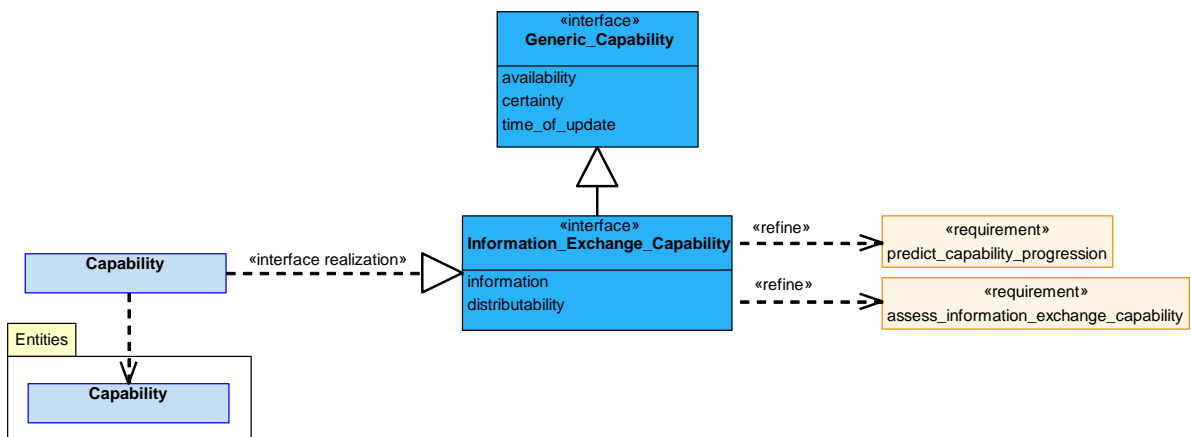 «interface»
Generic_Capability
availability
certainty
time_of_update
«interface»
Information_Exchange_Capability
information
distributability
«refine»
«requirement»
predict_capability_progression
«refine»
«requirement»
assess_information_exchange_capability
Capability
«interface realization»
Entities
Capability